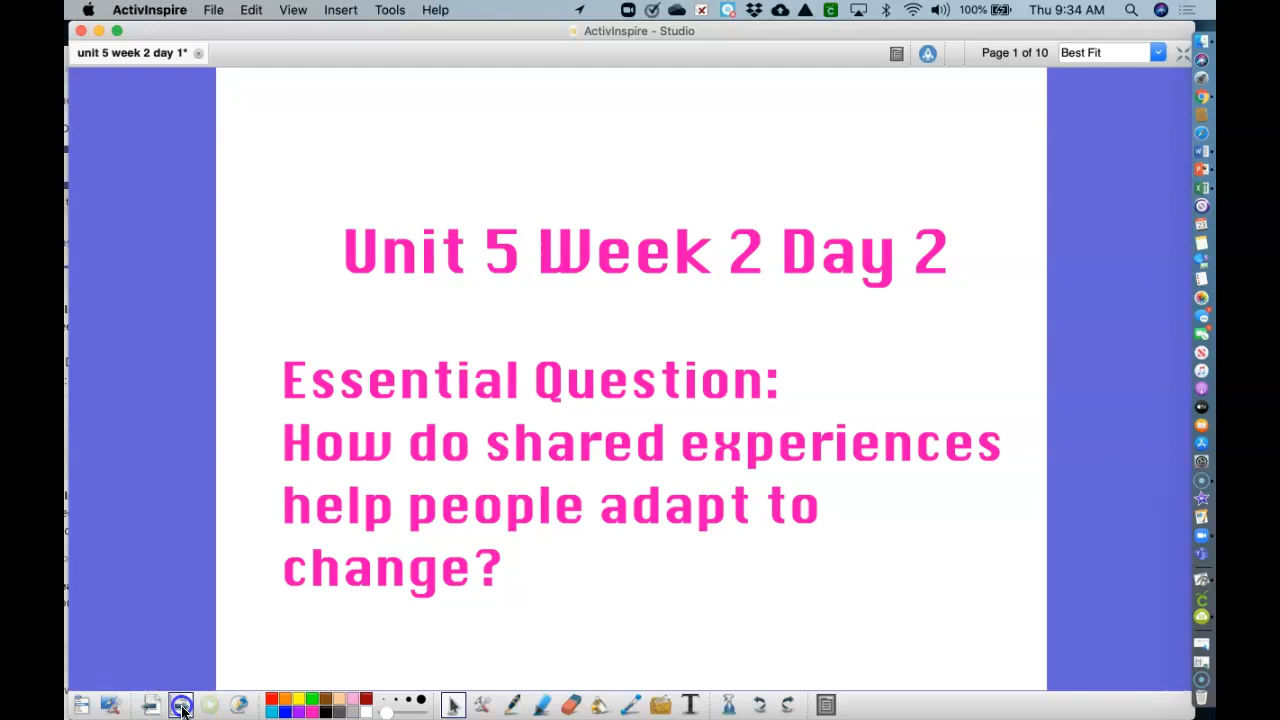 ActivInspire File Edit View Insert Tools Help 100% Thu 9:34 AM
ActivInspire - Studio
unit 5 week 2 day 1*
Page 1 of 10 Best Fit
Unit 5 Week 2 Day 2
Essential Question:
How do shared experiences
help people adapt to
change?